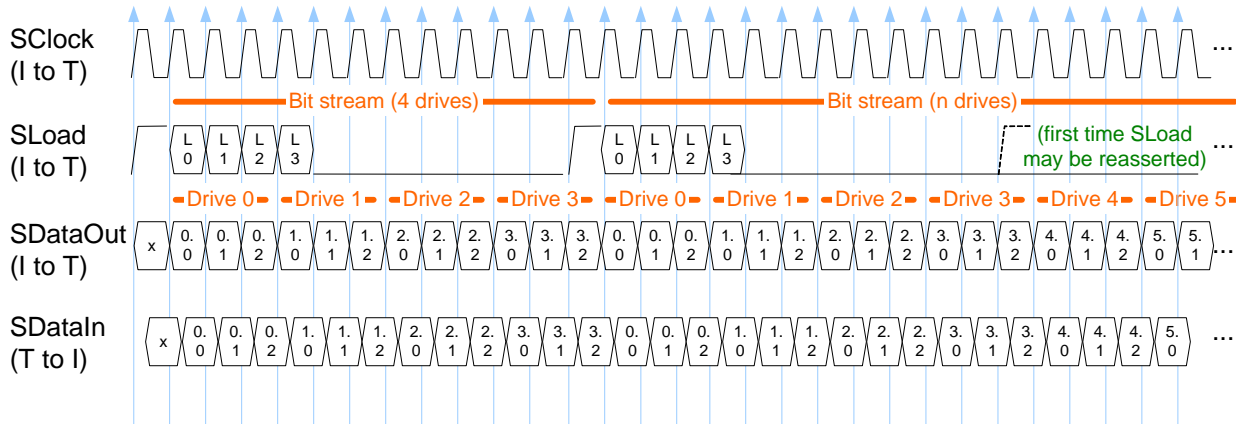 SClock
(I to T)
...
Bit stream (4 drives)
Bit stream (n drives)
SLoad
(I to T)
L 0 L 1 L 2 L 3
L 0 L 1 L 2 L 3
(first time SLoad
may be reasserted)
...
Drive 0 Drive 1 Drive 2 Drive 3 Drive 0 Drive 1 Drive 2 Drive 3 Drive 4 Drive 5
SDataOut
(I to T)
x 0.0 0.1 0.2 1.0 1.1 1.2 2.0 2.1 2.2 3.0 3.1 3.2 0.0 0.1 0.2 1.0 1.1 1.2 2.0 2.1 2.2 3.0 3.1 3.2 4.0 4.1 4.2 5.0 5.1 ...
SDataIn
(T to I)
x 0.0 0.1 0.2 1.0 1.1 1.2 2.0 2.1 2.2 3.0 3.1 3.2 0.0 0.1 0.2 1.0 1.1 1.2 2.0 2.1 2.2 3.0 3.1 3.2 4.0 4.1 4.2 5.0 ...